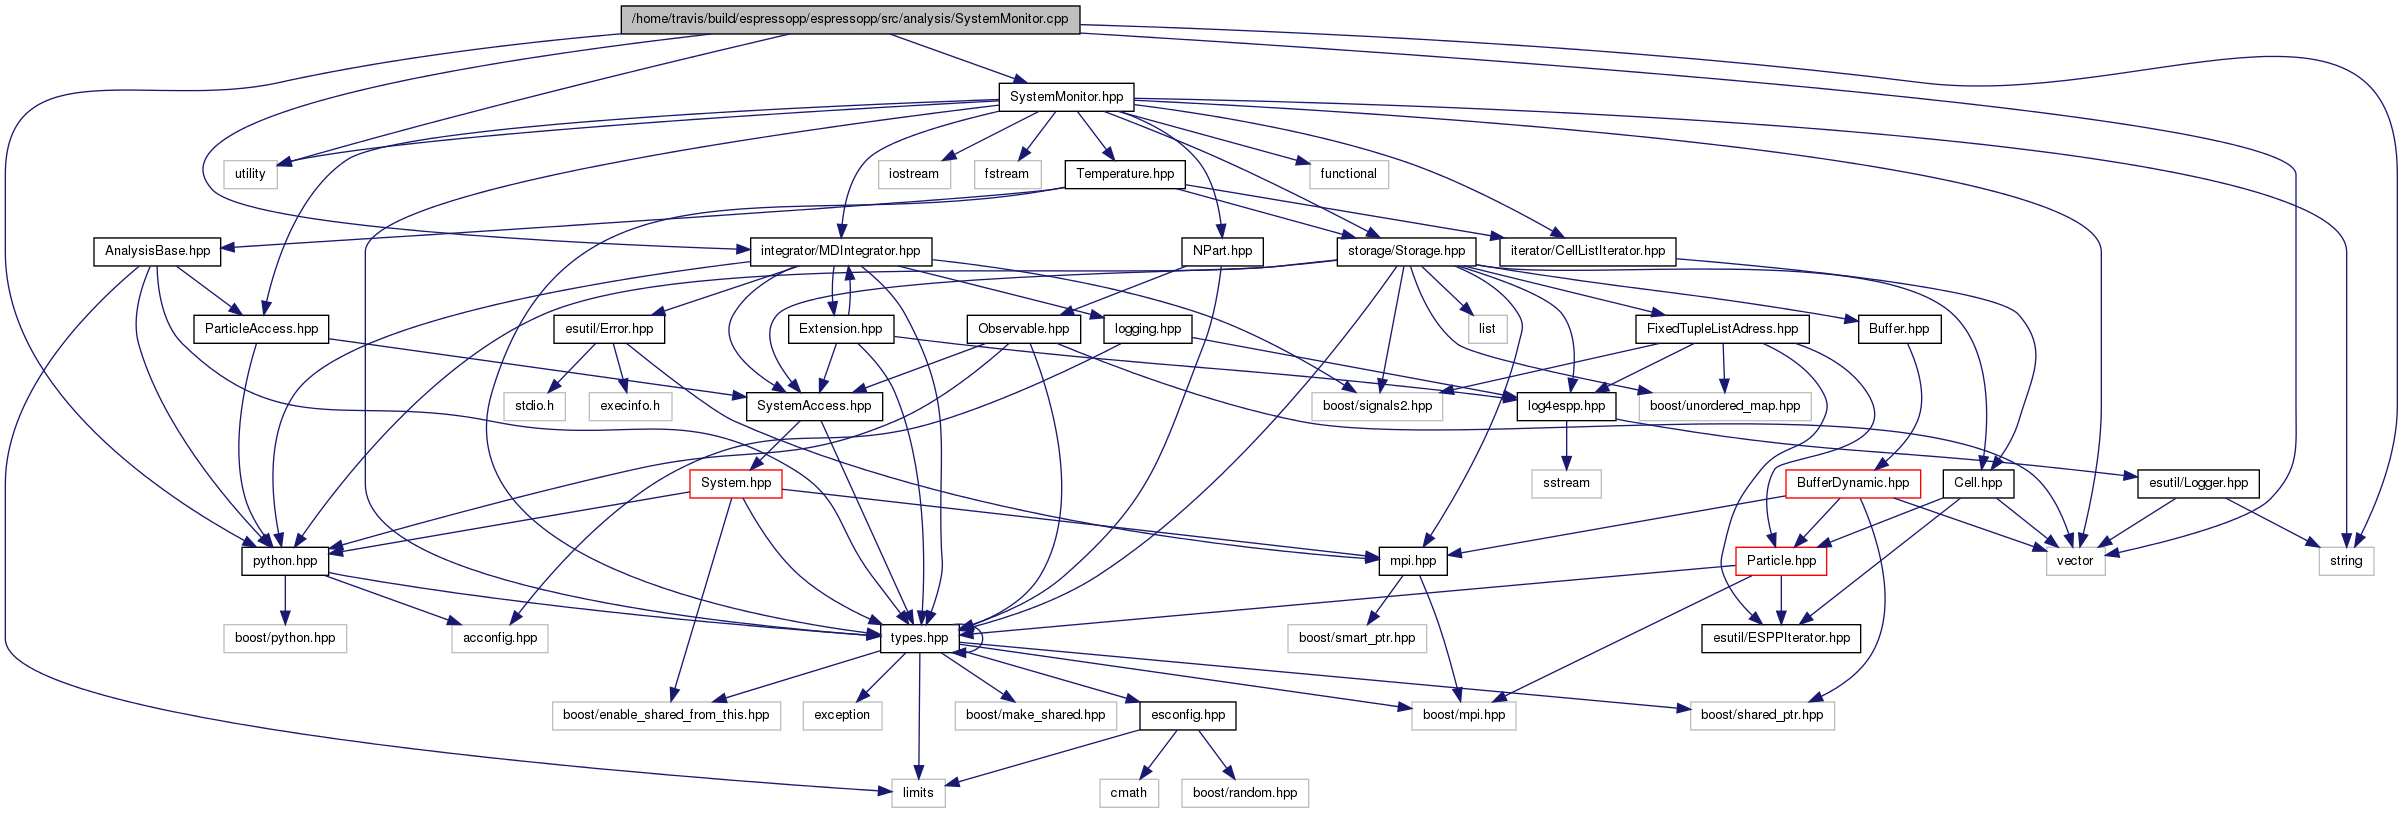 /home/travis/build/espressopp/espressopp/src/analysis/SystemMonitor.cpp
SystemMonitor.hpp
utility
iostream
fstream
Temperature.hpp
functional
AnalysisBase.hpp
integrator/MDIntegrator.hpp
NPart.hpp
storage/Storage.hpp
iterator/CellListIterator.hpp
ParticleAccess.hpp
esutil/Error.hpp
Extension.hpp
Observable.hpp
logging.hpp
list
FixedTupleListAdress.hpp
Buffer.hpp
stdio.h
execinfo.h
SystemAccess.hpp
boost/signals2.hpp
log4espp.hpp
boost/unordered_map.hpp
System.hpp
sstream
BufferDynamic.hpp
Cell.hpp
esutil/Logger.hpp
python.hpp
mpi.hpp
Particle.hpp
vector
string
boost/python.hpp
acconfig.hpp
types.hpp
boost/smart_ptr.hpp
esutil/ESPPIterator.hpp
boost/enable_shared_from_this.hpp
exception
boost/make_shared.hpp
esconfig.hpp
boost/mpi.hpp
boost/shared_ptr.hpp
limits
cmath
boost/random.hpp